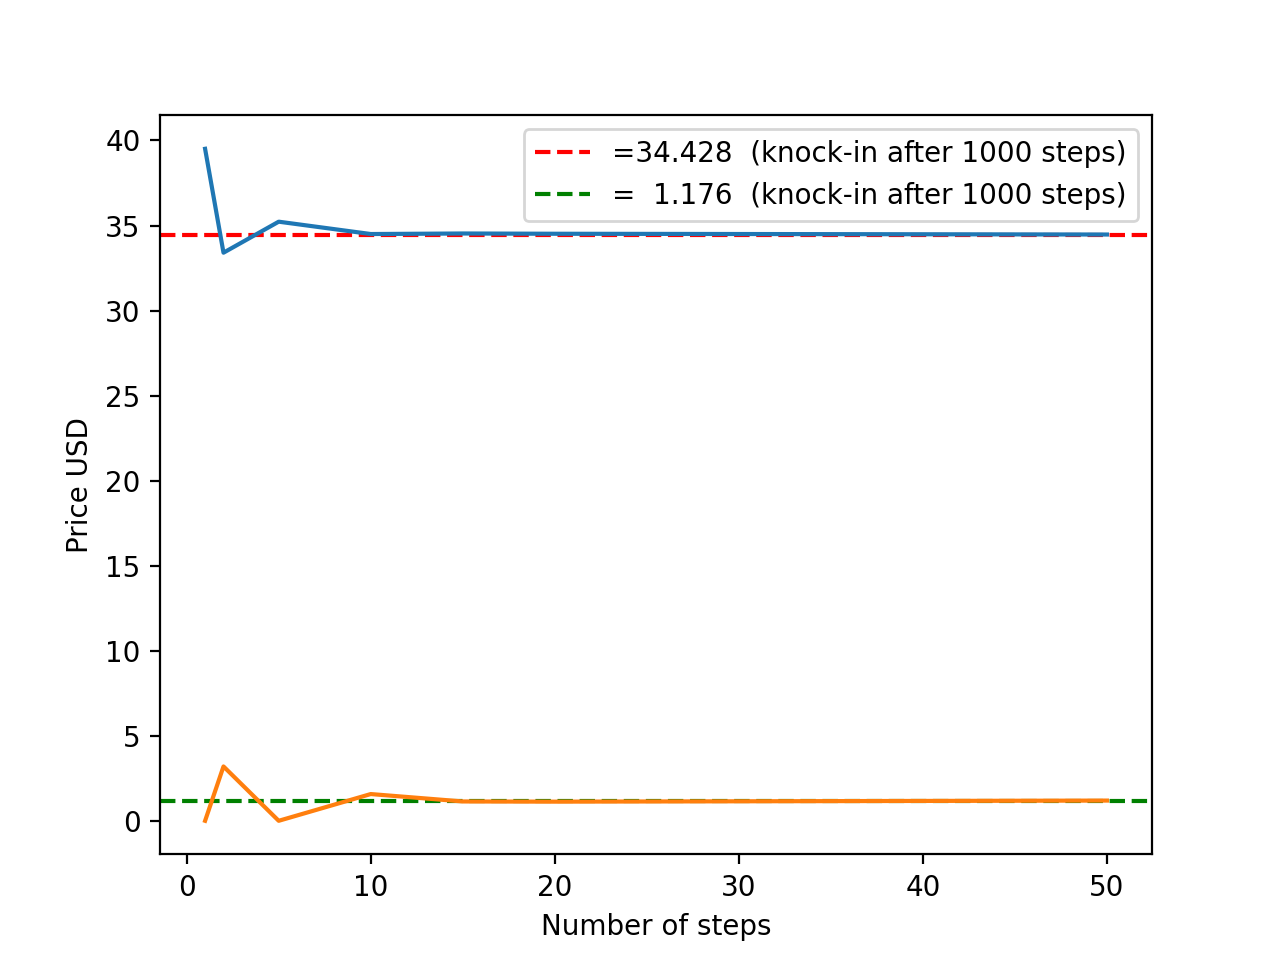 =34.428  (knock-in after 1000 steps)
=  1.176  (knock-in after 1000 steps)
40
35
30
25
20
15
10
5
0
Price USD
0 10 20 30 40 50
Number of steps